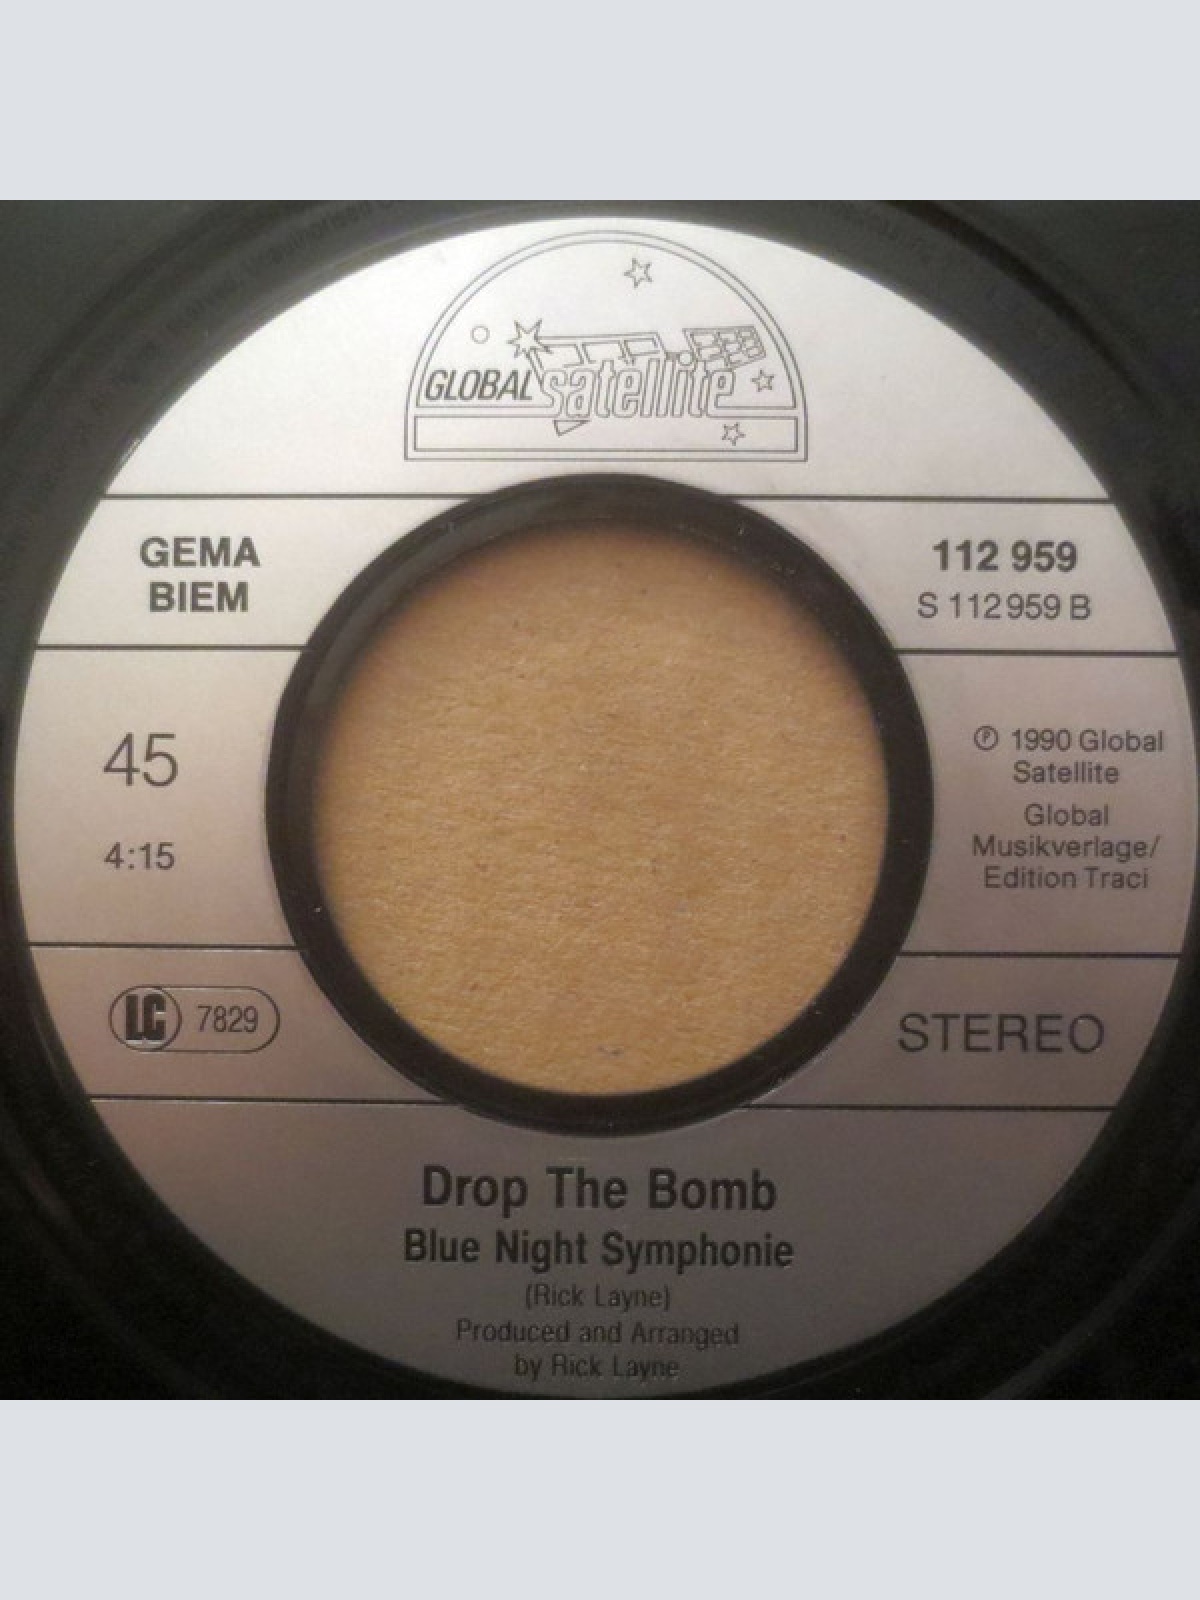 GLOBAL satellite
GEMA
BIEM
112 959
S 112 959 B
45
4:15
℗ 1990 Global
Satellite
Global
Musikverlage/
Edition Traci
LC 7829
STEREO
Drop The Bomb
Blue Night Symphonie
(Rick Layne)
Produced and Arranged
by Rick Layne